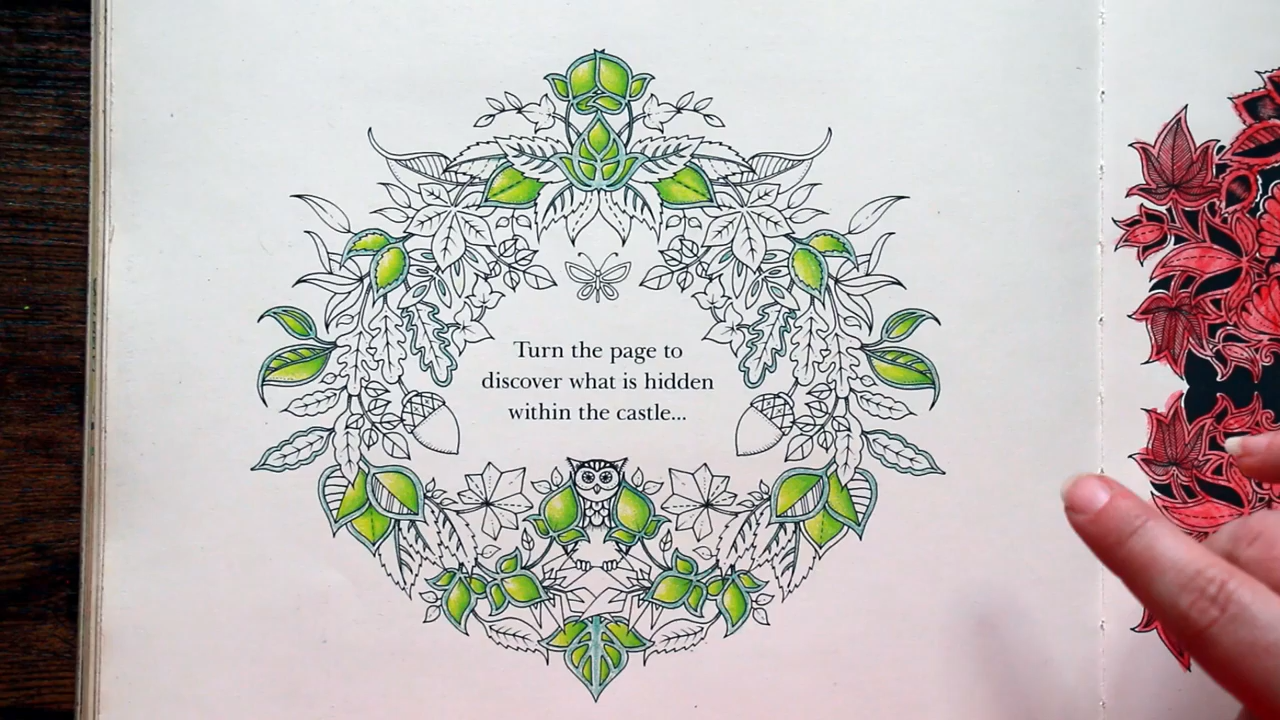 Turn the page to
discover what is hidden
within the castle...